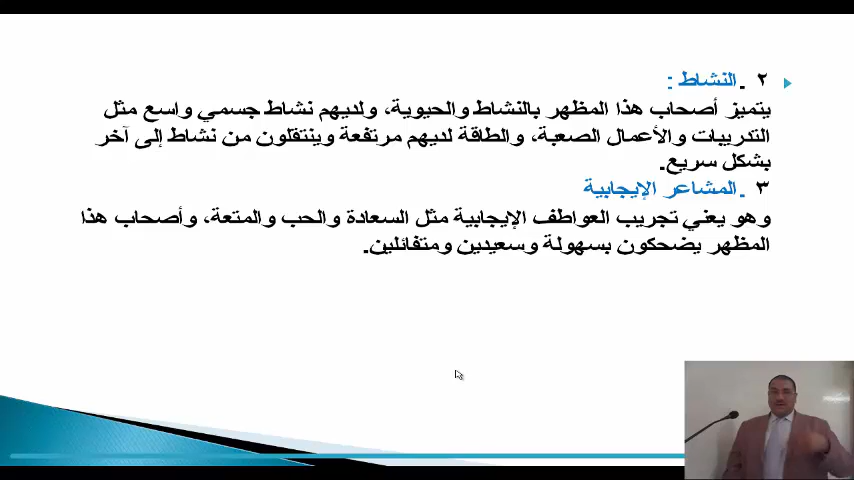 ٢ ـ النشاط :
يتميز أصحاب هذا المظهر بالنشاط والحيوية، ولديهم نشاط جسمي واسع مثل
التدريبات والأعمال الصعبة، والطاقة لديهم مرتفعة وينتقلون من نشاط إلى آخر
بشكل سريع.
٣ ـ المشاعر الإيجابية
وهو يعني تجريب العواطف الإيجابية مثل السعادة والحب والمتعة، وأصحاب هذا
المظهر يضحكون بسهولة وسعيدين ومتفائلين.